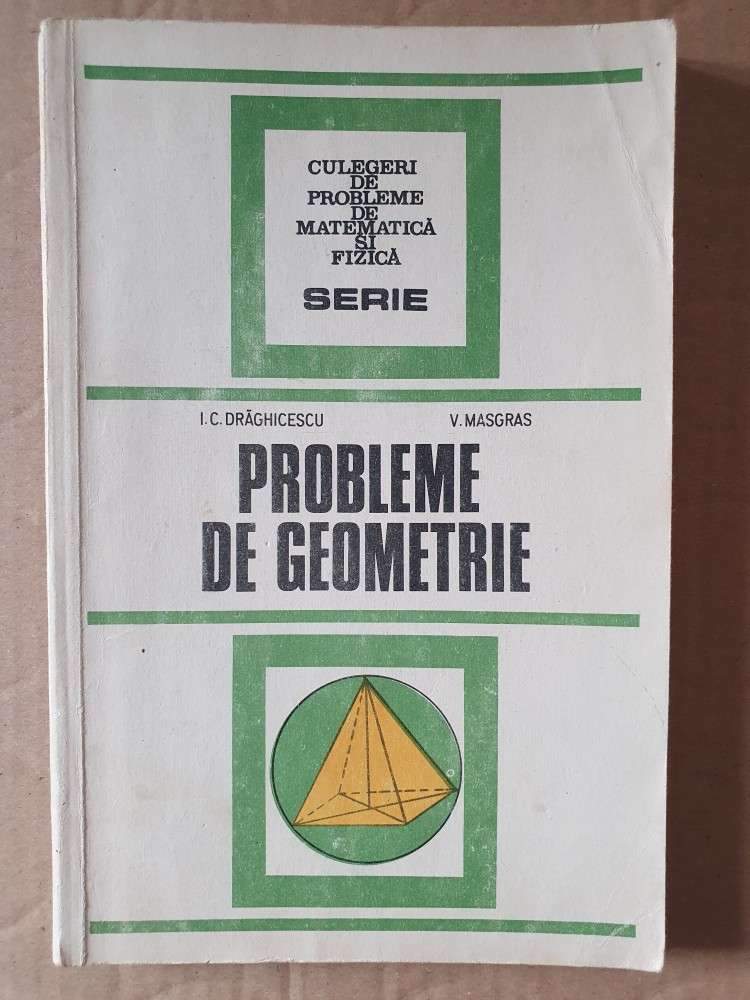 CULEGERI
DE
PROBLEME
DE
MATEMATICĂ
ȘI
FIZICĂ
SERIE
I.C. DRĂGHICESCU V. MASGRAS
PROBLEME
DE GEOMETRIE